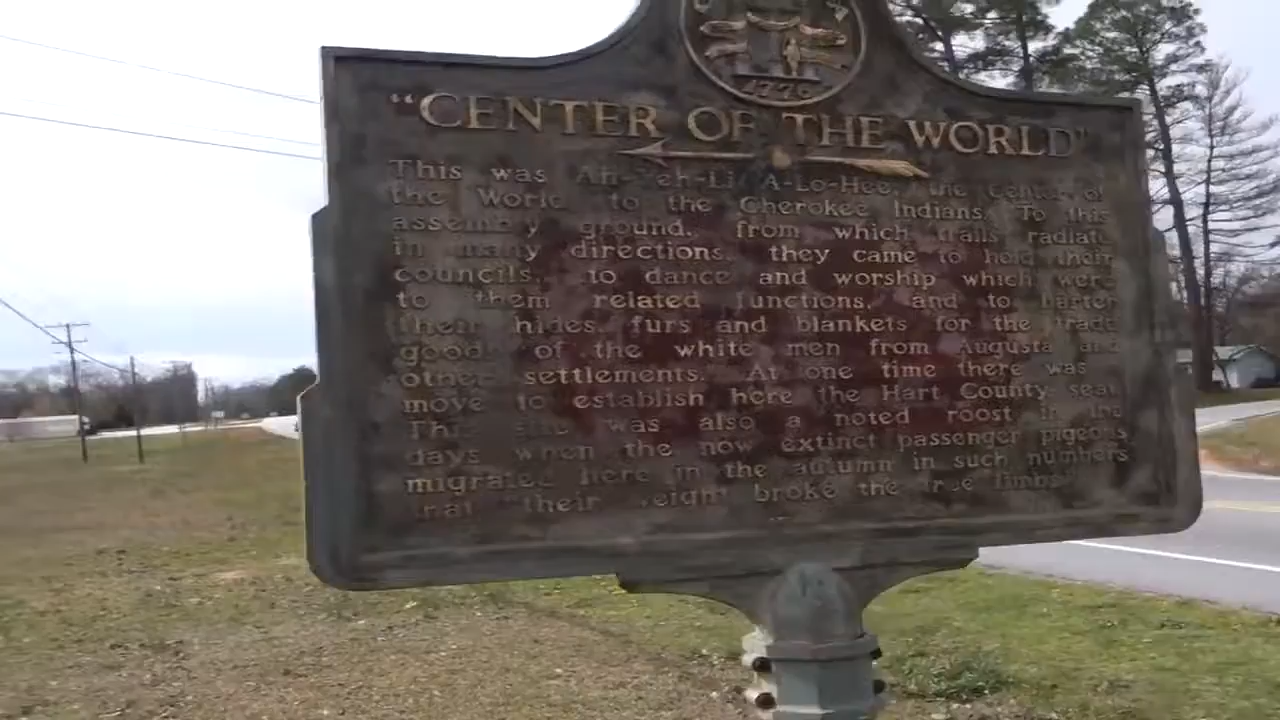 1776
"CENTER OF THE WORLD"
This was Ah-Yeh-Li A-Lo-Hee, the Center of
the World, to the Cherokee Indians. To this
assembly ground, from which trails radiated
in many directions, they came to hold their
councils, to dance and worship which were
to them related functions, and to barter
their hides, furs and blankets for the trade
goods of the white men from Augusta and
other settlements. At one time there was
move to establish here the Hart County seat.
This site was also a noted roost in the
days when the now extinct passenger pigeons
migrated here in the autumn in such numbers
that their weight broke the tree limbs.